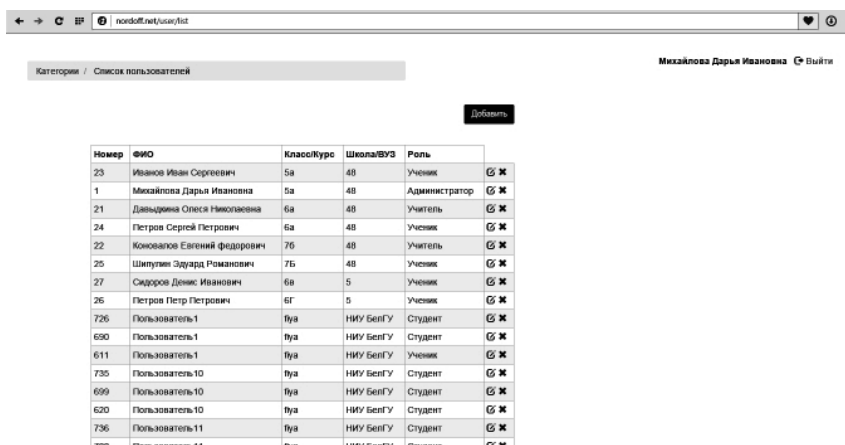 nordoff.net/user/list
Михайлова Дарья Ивановна Выйти
Категории / Список пользователей
Добавить
Номер ФИО Класс/Курс Школа/ВУЗ Роль
23 Иванов Иван Сергеевич 5а 48 Ученик
1 Михайлова Дарья Ивановна 5а 48 Администратор
21 Давыдкина Олеся Николаевна 6а 48 Учитель
24 Петров Сергей Петрович 6а 48 Ученик
22 Коновалов Евгений федорович 7б 48 Учитель
25 Шипулин Эдуард Романович 7Б 48 Ученик
27 Сидоров Денис Иванович 6в 5 Ученик
26 Петров Петр Петрович 6Г 5 Ученик
726 Пользователь1 fiya НИУ БелГУ Студент
690 Пользователь1 fiya НИУ БелГУ Студент
611 Пользователь1 fiya НИУ БелГУ Ученик
735 Пользователь10 fiya НИУ БелГУ Студент
699 Пользователь10 fiya НИУ БелГУ Студент
620 Пользователь10 fiya НИУ БелГУ Студент
736 Пользователь11 fiya НИУ БелГУ Студент